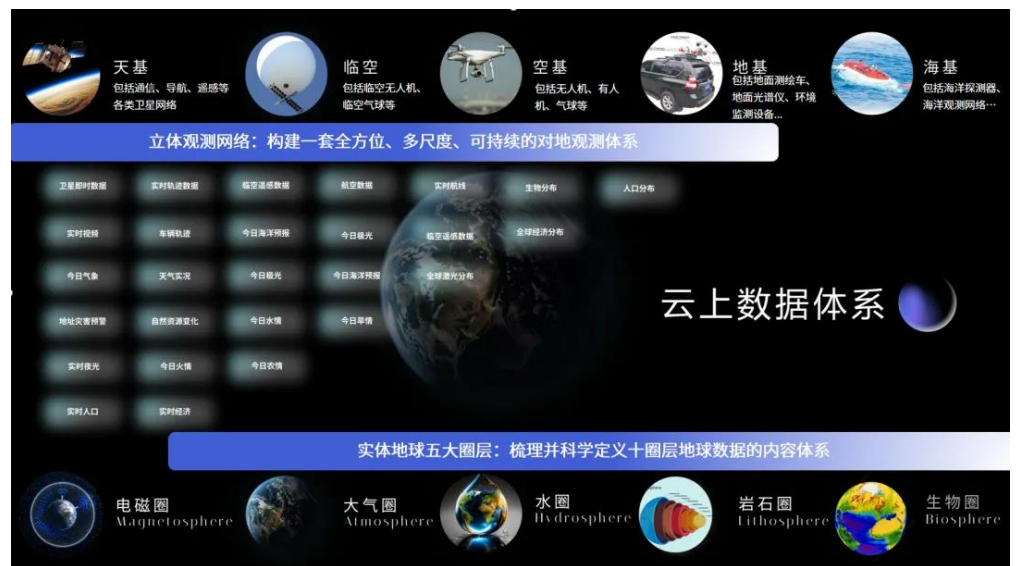 天基
包括通信、导航、遥感等
各类卫星网络
临空
包括临空无人机、
临空气球等
空基
包括无人机、有人
机、气球等
地基
包括地面测绘车、
地面光谱仪、环境
监测设备...
海基
包括海洋探测器、
海洋观测网络…
立体观测网络：构建一套全方位、多尺度、可持续的对地观测体系
卫星即时数据
实时轨迹数据
临空遥感数据
航空数据
实时航线
生物分布
人口分布
实时视频
车辆轨迹
今日海洋预报
今日极光
临空遥感数据
全球经济分布
今日气象
天气实况
今日极光
今日海洋预报
全球激光分布
地址灾害预警
自然资源变化
今日水情
今日旱情
实时夜光
今日火情
今日农情
实时人口
实时经济
云上数据体系
实体地球五大圈层：梳理并科学定义十圈层地球数据的内容体系
电磁圈
Magnetosphere
大气圈
Atmosphere
水圈
Hydrosphere
岩石圈
Lithosphere
生物圈
Biosphere